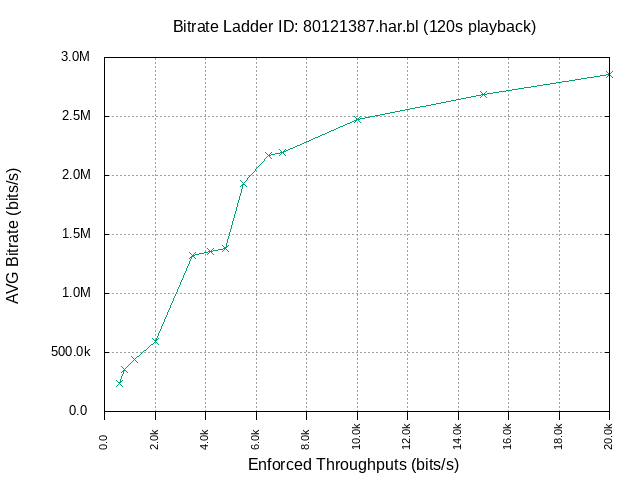 Bitrate Ladder ID: 80121387.har.bl (120s playback)
3.0M
2.5M
2.0M
1.5M
1.0M
500.0k
0.0
AVG Bitrate (bits/s)
0.0 2.0k 4.0k 6.0k 8.0k 10.0k 12.0k 14.0k 16.0k 18.0k 20.0k
Enforced Throughputs (bits/s)